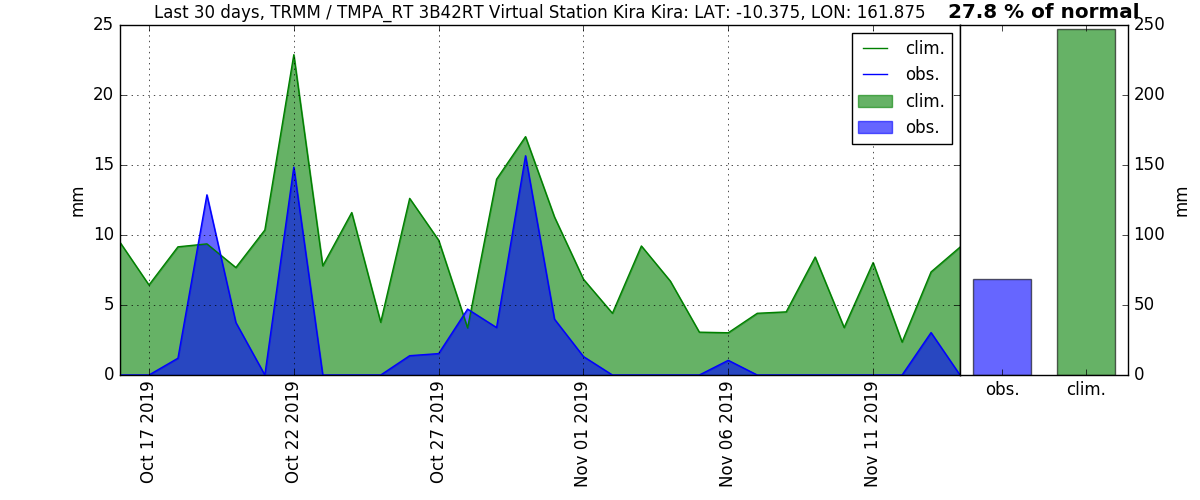 Last 30 days, TRMM / TMPA_RT 3B42RT Virtual Station Kira Kira: LAT: -10.375, LON: 161.875
27.8 % of normal
25
20
15
10
5
0
mm
clim.
obs.
clim.
obs.
250
200
150
100
50
0
mm
obs.
clim.
Oct 17 2019
Oct 22 2019
Oct 27 2019
Nov 01 2019
Nov 06 2019
Nov 11 2019